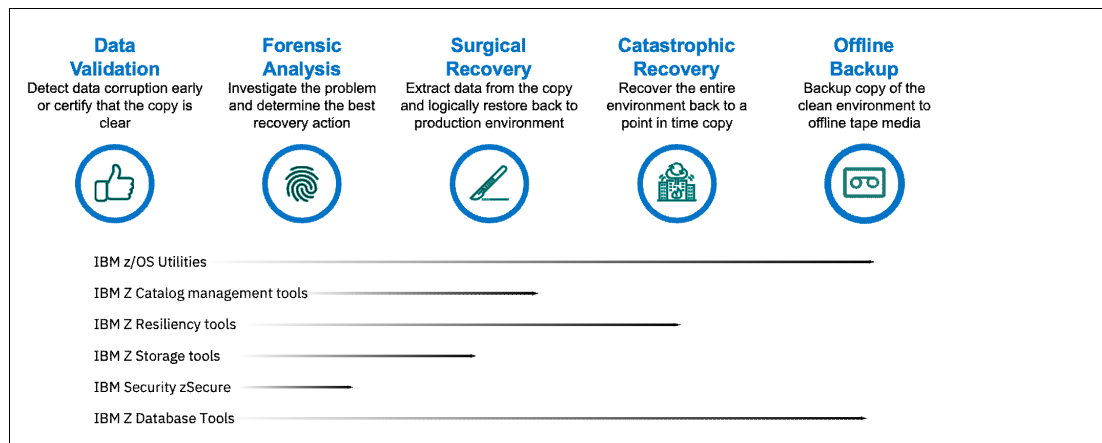 Data
Validation
Detect data corruption early
or certify that the copy is
clear
Forensic
Analysis
Investigate the problem
and determine the best
recovery action
Surgical
Recovery
Extract data from the copy
and logically restore back to
production environment
Catastrophic
Recovery
Recover the entire
environment back to a
point in time copy
Offline
Backup
Backup copy of the
clean environment to
offline tape media
IBM z/OS Utilities
IBM Z Catalog management tools
IBM Z Resiliency tools
IBM Z Storage tools
IBM Security zSecure
IBM Z Database Tools